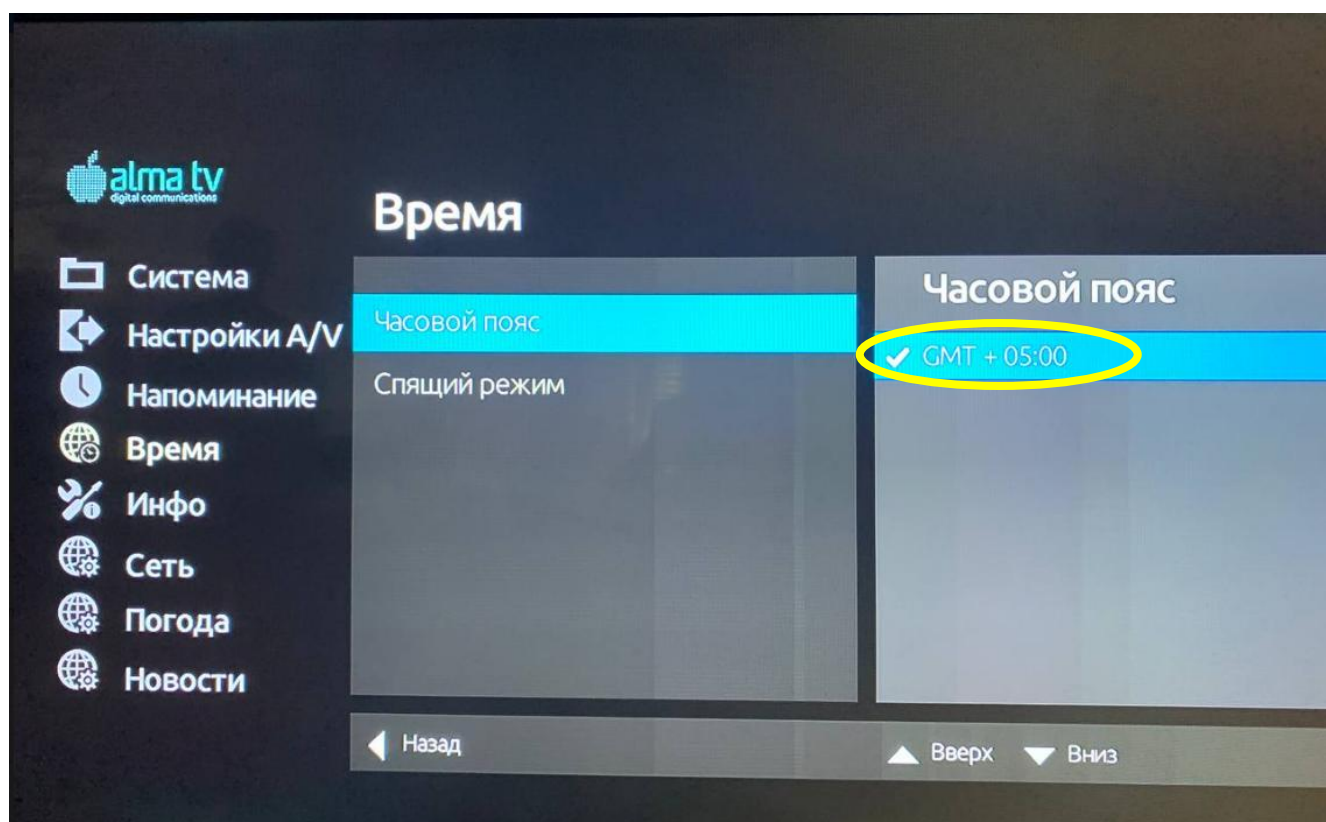 alma tv
digital communications
Время
Система
Настройки A/V
Напоминание
Время
Инфо
Сеть
Погода
Новости
Часовой пояс
Спящий режим
Часовой пояс
GMT + 05:00
Назад
Вверх
Вниз